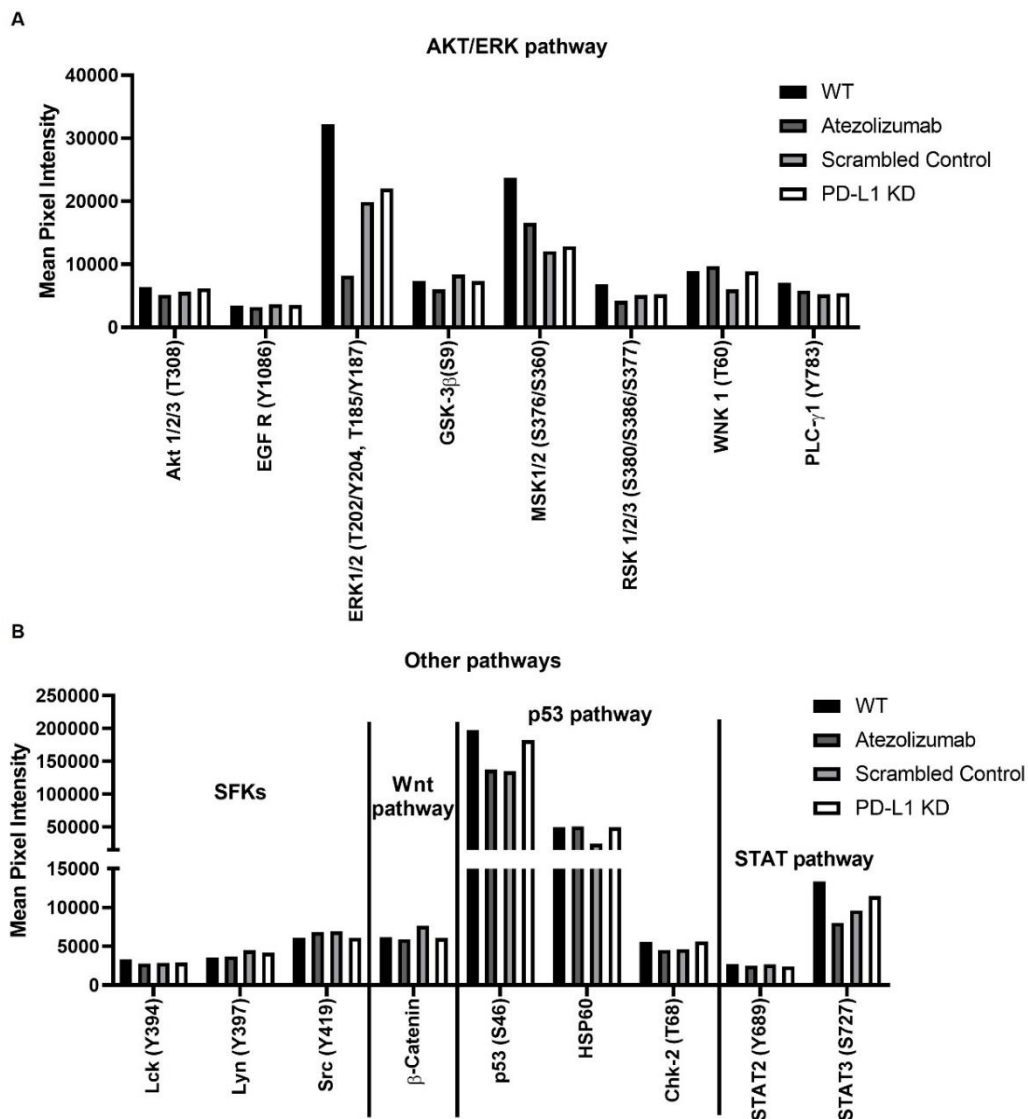 A
AKT/ERK pathway
Mean Pixel Intensity
40000
30000
20000
10000
0
WT
Atezolizumab
Scrambled Control
PD-L1 KD
Akt 1/2/3 (T308)
EGF R (Y1086)
ERK1/2 (T202/Y204, T185/Y187)
GSK-3β(S9)
MSK1/2 (S376/S360)
RSK 1/2/3 (S380/S386/S377)
WNK 1 (T60)
PLC-γ1 (Y783)
B
Other pathways
Mean Pixel Intensity
250000
200000
150000
100000
50000
15000
10000
5000
0
SFKs
Wnt
pathway
p53 pathway
STAT pathway
WT
Atezolizumab
Scrambled Control
PD-L1 KD
Lck (Y394)
Lyn (Y397)
Src (Y419)
β-Catenin
p53 (S46)
HSP60
Chk-2 (T68)
STAT2 (Y689)
STAT3 (S727)